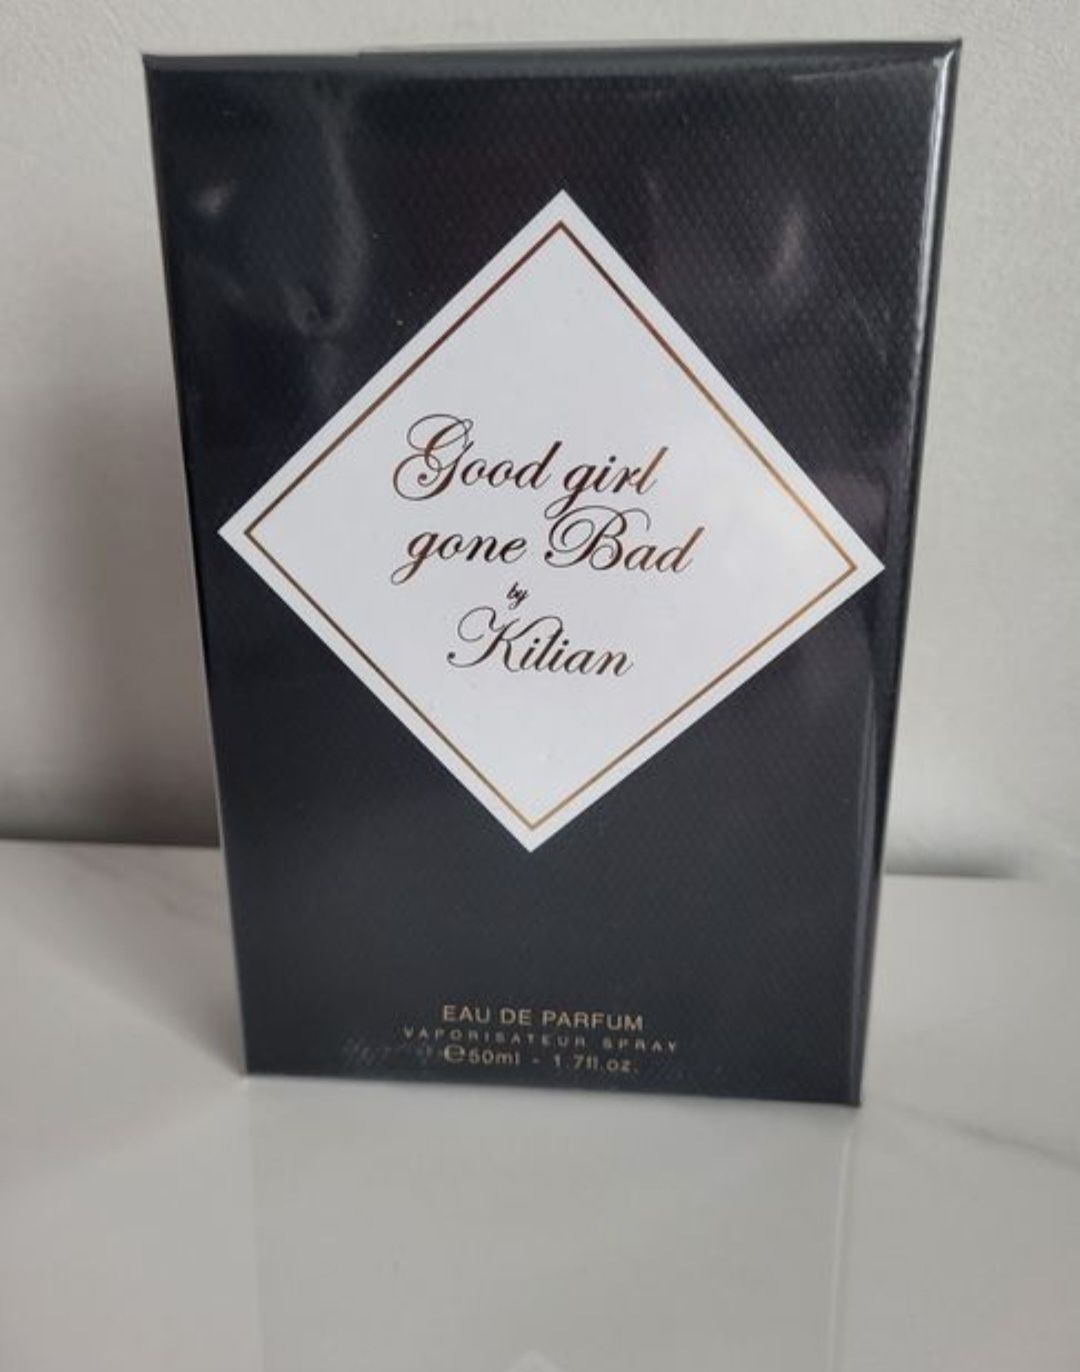 Good girl
gone Bad
by
Kilian
EAU DE PARFUM
VAPORISATEUR SPRAY
℮50ml - 1.7fl.oz.